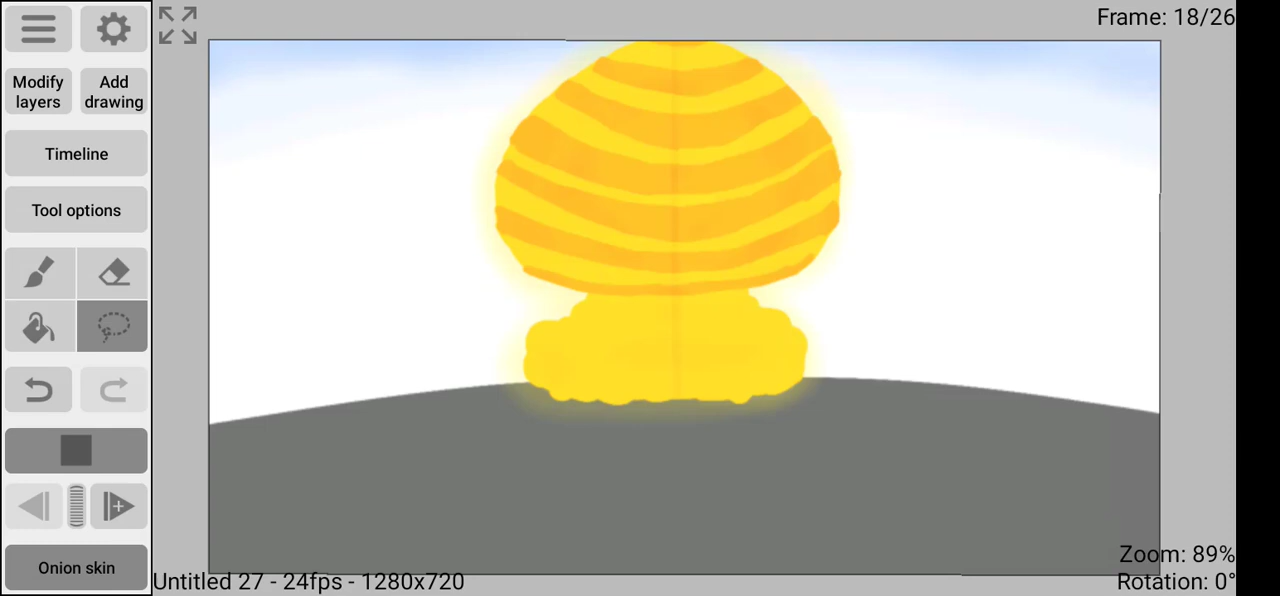 Frame: 18/26
Modify
layers
Add
drawing
Timeline
Tool options
Onion skin
Untitled 27 - 24fps - 1280x720
Zoom: 89%
Rotation: 0°